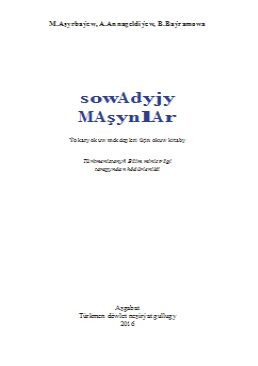 M.Aşyrbaýew, A.Annageldiýew, B.Baýramowa
sowAdyjy
MAşynlAr
Ýokary okuw mekdepleri üçin okuw kitaby
Türkmenistanyň Bilim ministrligi
tarapyndan hödürlenildi
Aşgabat
Türkmen döwlet neşirýat gullugy
2016